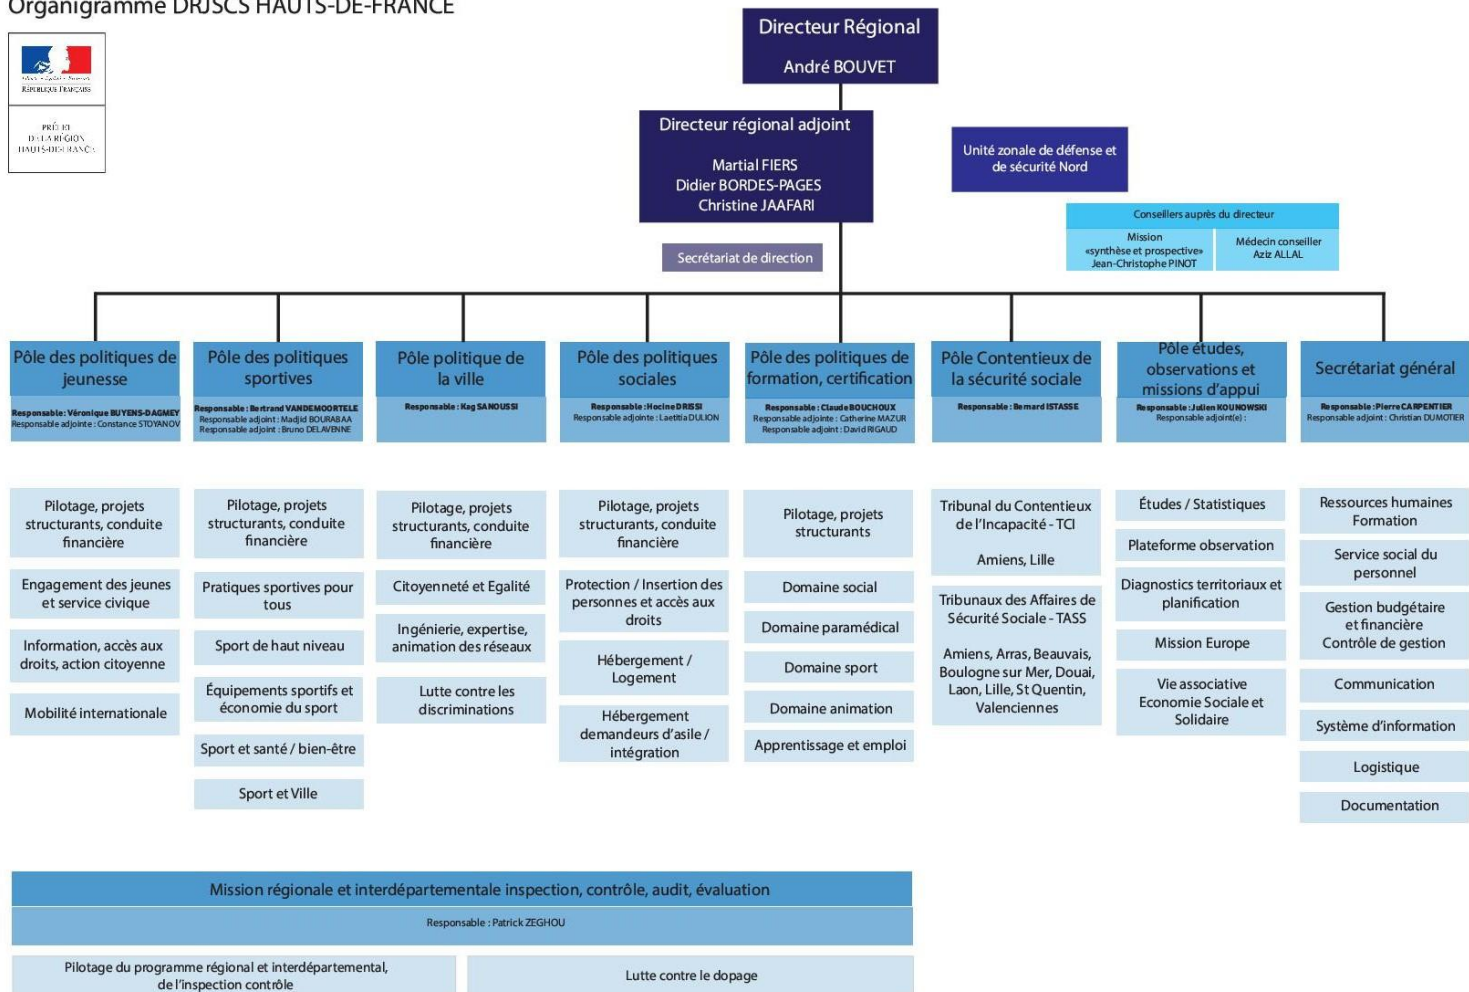 Organigramme DRJSCS HAUTS-DE-FRANCE
RÉPUBLIQUE FRANÇAISE
PRÉFET
DE LA RÉGION
HAUTS-DE-FRANCE
Directeur Régional
André BOUVET
Directeur régional adjoint
Martial FIERS
Didier BORDES-PAGES
Christine JAAFARI
Unité zonale de défense et
de sécurité Nord
Conseillers auprès du directeur
Mission
«synthèse et prospective»
Jean-Christophe PINOT
Médecin conseiller
Aziz ALLAL
Secrétariat de direction
Pôle des politiques de
jeunesse
Responsable: Véronique BUYENS-DAGMEY
Responsable adjointe : Constance STOYANOV
Pilotage, projets
structurants, conduite
financière
Engagement des jeunes
et service civique
Information, accès aux
droits, action citoyenne
Mobilité internationale
Pôle des politiques
sportives
Responsable : Bertrand VANDEMOORTELE
Responsable adjoint : Madjid BOURABAA
Responsable adjoint : Bruno DELAVENNE
Pilotage, projets
structurants, conduite
financière
Pratiques sportives pour
tous
Sport de haut niveau
Équipements sportifs et
économie du sport
Sport et santé / bien-être
Sport et Ville
Pôle politique de
la ville
Responsable : Kag SANOUSSI
Pilotage, projets
structurants, conduite
financière
Citoyenneté et Egalité
Ingénierie, expertise,
animation des réseaux
Lutte contre les
discriminations
Pôle des politiques
sociales
Responsable : Hocine DRISSI
Responsable adjointe : Laetitia DULION
Pilotage, projets
structurants, conduite
financière
Protection / Insertion des
personnes et accès aux
droits
Hébergement /
Logement
Hébergement
demandeurs d'asile /
intégration
Pôle des politiques de
formation, certification
Responsable : Claude BOUCHOUX
Responsable adjointe : Catherine MAZUR
Responsable adjoint : David RIGAUD
Pilotage, projets
structurants
Domaine social
Domaine paramédical
Domaine sport
Domaine animation
Apprentissage et emploi
Pôle Contentieux de
la sécurité sociale
Responsable : Bernard ISTASSE
Tribunal du Contentieux
de l'Incapacité - TCI
Amiens, Lille
Tribunaux des Affaires de
Sécurité Sociale - TASS
Amiens, Arras, Beauvais,
Boulogne sur Mer, Douai,
Laon, Lille, St Quentin,
Valenciennes
Pôle études,
observations et
missions d'appui
Responsable : Julien KOUNOWSKI
Responsable adjoint(e) :
Études / Statistiques
Plateforme observation
Diagnostics territoriaux et
planification
Mission Europe
Vie associative
Economie Sociale et
Solidaire
Secrétariat général
Responsable : Pierre CARPENTIER
Responsable adjoint : Christian DUMOTIER
Ressources humaines
Formation
Service social du
personnel
Gestion budgétaire
et financière
Contrôle de gestion
Communication
Système d'information
Logistique
Documentation
Mission régionale et interdépartementale inspection, contrôle, audit, évaluation
Responsable : Patrick ZEGHOU
Pilotage du programme régional et interdépartemental,
de l'inspection contrôle
Lutte contre le dopage